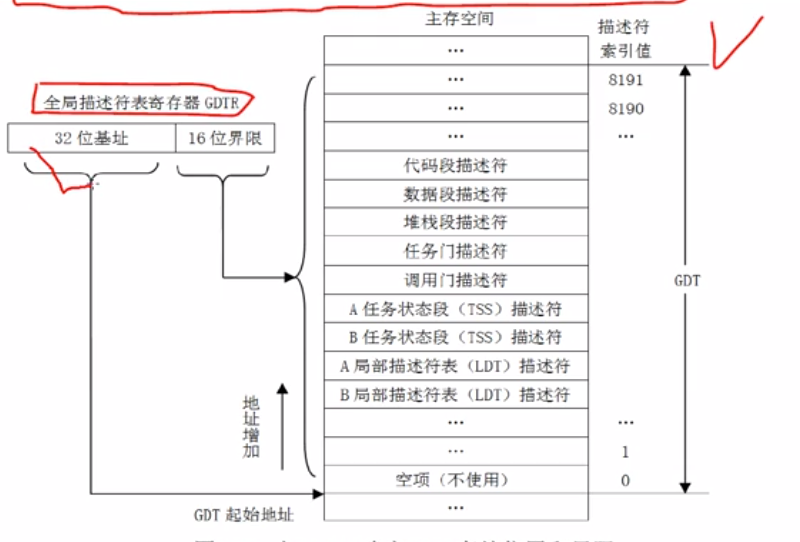 主存空间
描述符
索引值
…
…
8191
…
8190
…
…
全局描述符表寄存器 GDTR
32 位基址
16 位界限
代码段描述符
数据段描述符
堆栈段描述符
任务门描述符
调用门描述符
A 任务状态段（TSS）描述符
B 任务状态段（TSS）描述符
A 局部描述符表（LDT）描述符
B 局部描述符表（LDT）描述符
…
…
…
1
空项（不使用）
0
…
GDT
地址增加
GDT 起始地址